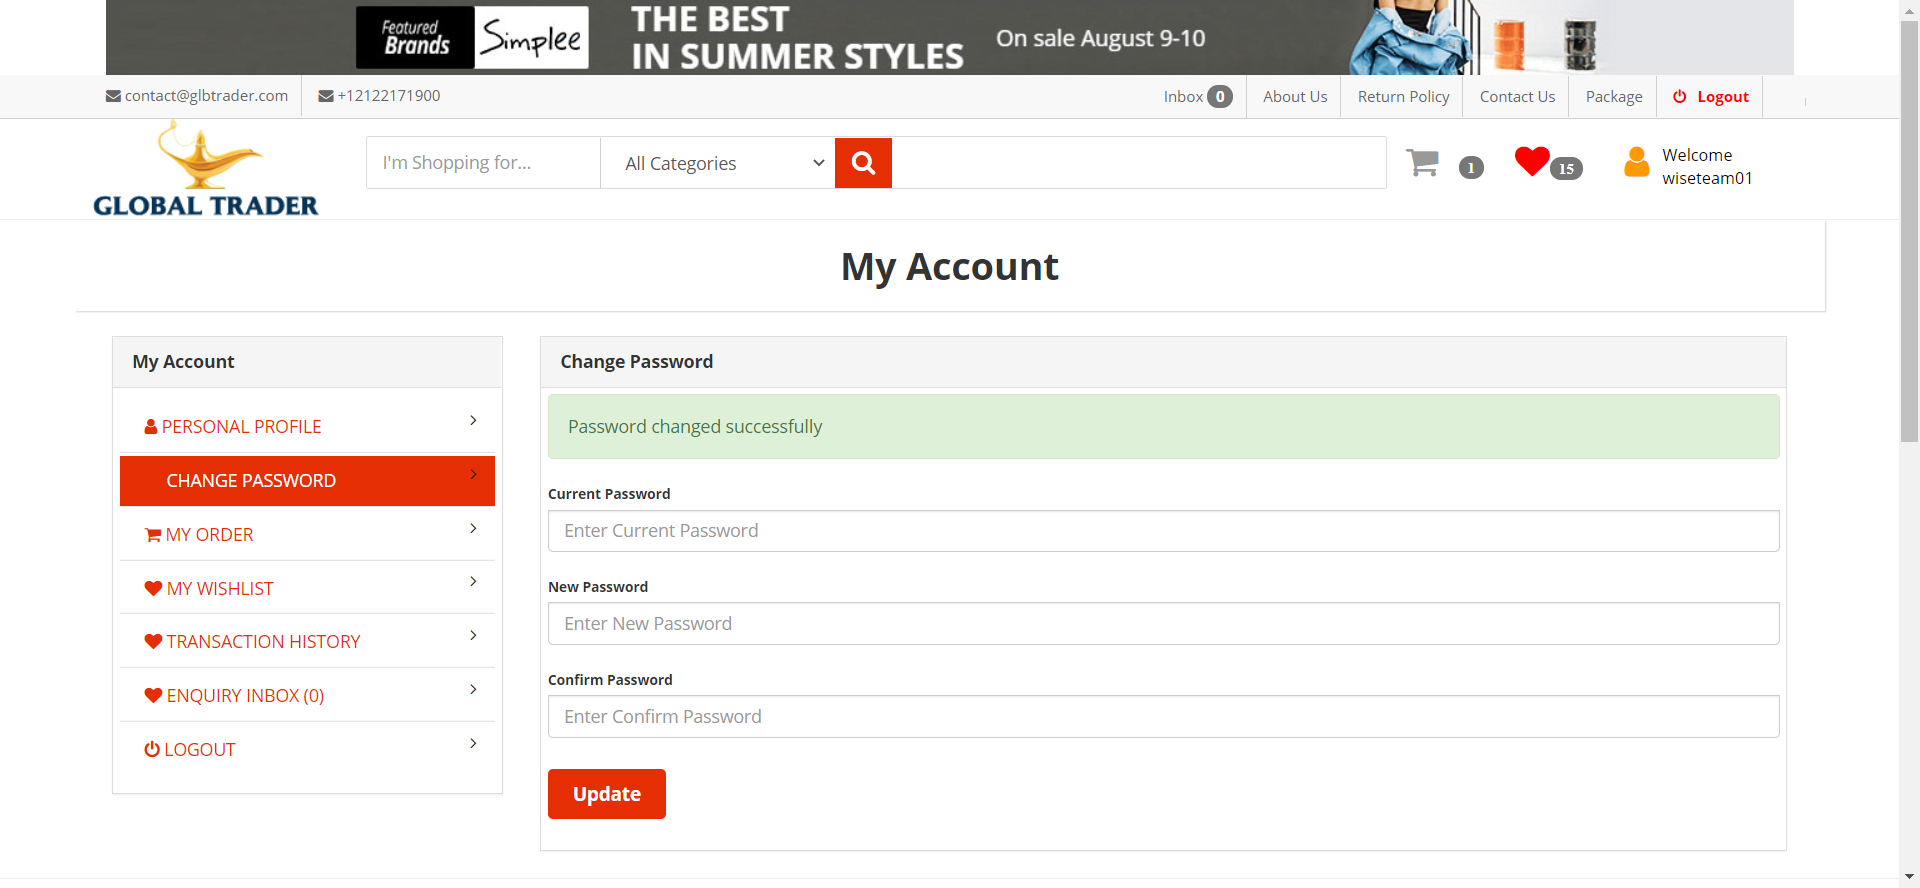 Featured
Brands
Simplee
THE BEST
IN SUMMER STYLES
On sale August 9-10
contact@glbtrader.com
+12122171900
Inbox 0
About Us
Return Policy
Contact Us
Package
Logout
GLOBAL TRADER
I'm Shopping for...
All Categories
1
15
Welcome
wiseteam01
My Account
My Account
PERSONAL PROFILE
CHANGE PASSWORD
MY ORDER
MY WISHLIST
TRANSACTION HISTORY
ENQUIRY INBOX (0)
LOGOUT
Change Password
Password changed successfully
Current Password
Enter Current Password
New Password
Enter New Password
Confirm Password
Enter Confirm Password
Update